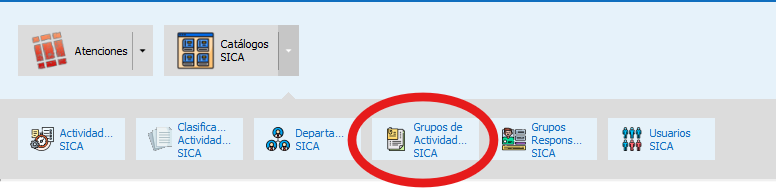 Atenciones
Catálogos
SICA
Actividad...
SICA
Clasifica...
Actividad...
SICA
Departa...
SICA
Grupos de
Actividad...
SICA
Grupos
Respons...
SICA
Usuarios
SICA